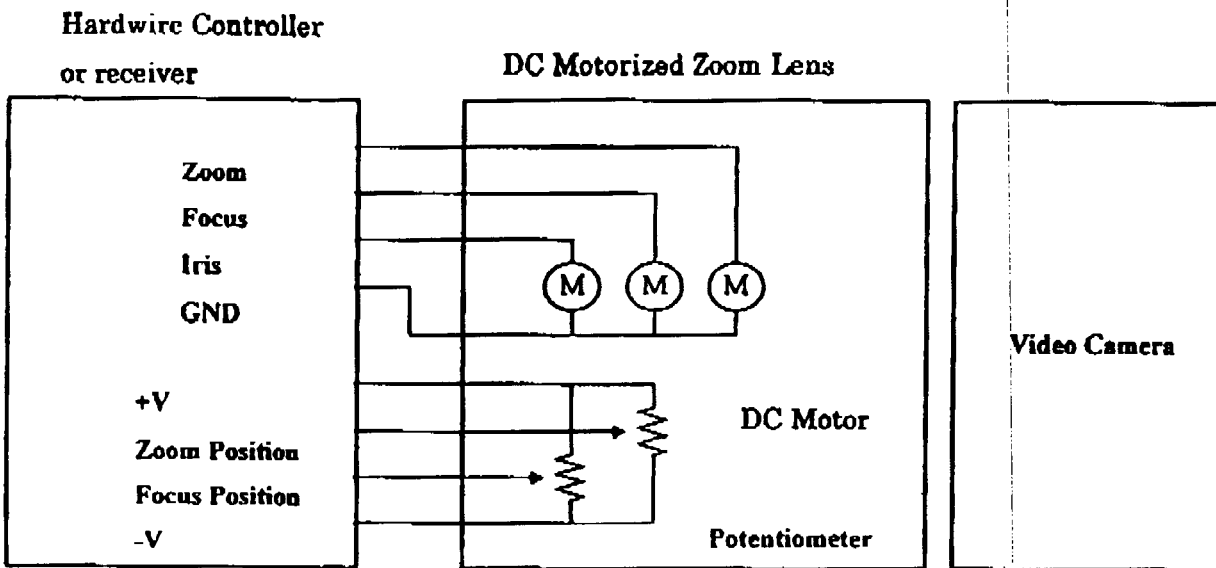 Hardwire Controller
or receiver
DC Motorized Zoom Lens
Zoom
Focus
Iris
GND
M M M
Video Camera
+V
Zoom Position
Focus Position
-V
DC Motor
Potentiometer